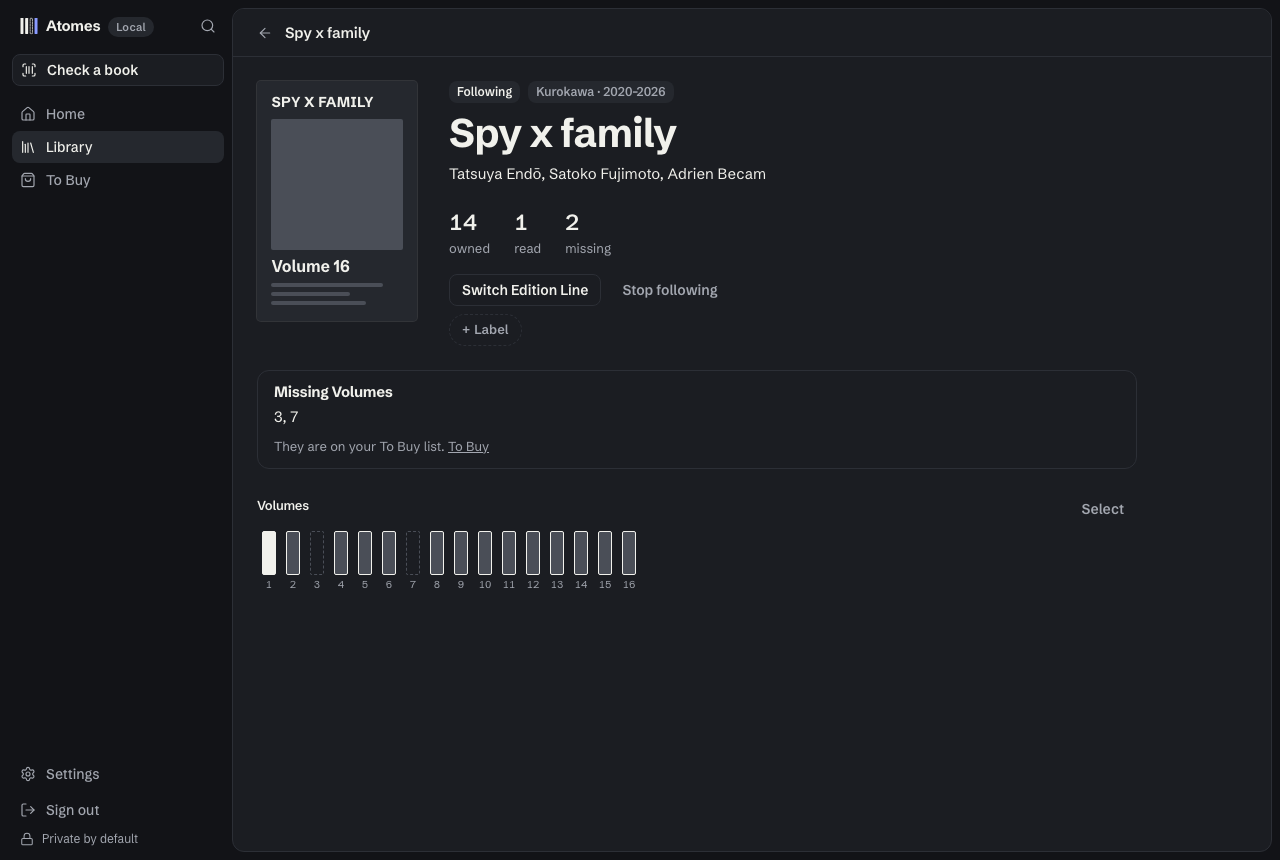 Atomes Local
Check a book
Home
Library
To Buy
Settings
Sign out
Private by default
Spy x family
SPY X FAMILY
Volume 16
Following Kurokawa · 2020-2026
Spy x family
Tatsuya Endō, Satoko Fujimoto, Adrien Becam
14 1 2
owned read missing
Switch Edition Line Stop following
+ Label
Missing Volumes
3, 7
They are on your To Buy list. To Buy
Volumes Select
1 2 3 4 5 6 7 8 9 10 11 12 13 14 15 16